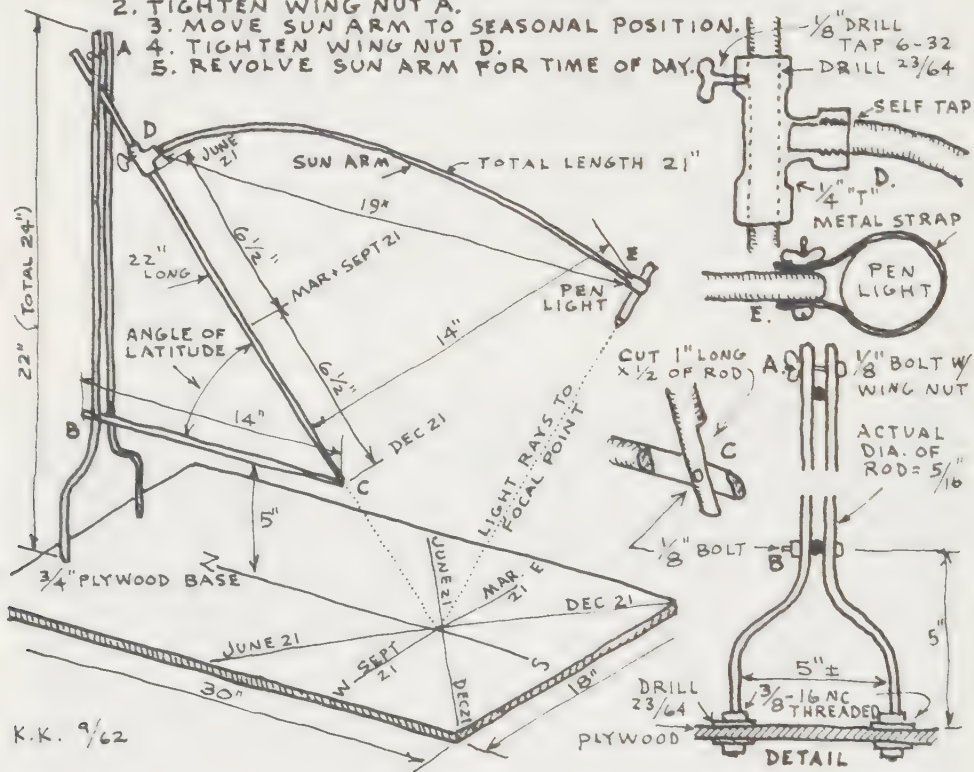 2. TIGHTEN WING NUT A.
3. MOVE SUN ARM TO SEASONAL POSITION.
4. TIGHTEN WING NUT D.
5. REVOLVE SUN ARM FOR TIME OF DAY.
A
D
JUNE
21
SUN ARM
TOTAL LENGTH 21"
19"
22" (TOTAL 24")
22"
LONG
6 1/2"
MAR + SEPT 21
E
PEN
LIGHT
ANGLE OF
LATITUDE
14"
6 1/2"
B
14"
DEC 21
C
LIGHT RAYS TO
FOCAL POINT
5"
3/4" PLYWOOD BASE
N
JUNE
21
MAR
21
E
DEC 21
JUNE 21
W
SEPT
21
S
DEC 21
30"
18"
K.K. 9/62
1/8" DRILL
TAP 6-32
DRILL 23/64
SELF TAP
D.
1/4" "T"
METAL STRAP
PEN
LIGHT
E.
CUT 1" LONG
X 1/2 OF ROD
C
1/8" BOLT
A
1/8" BOLT W/
WING NUT
ACTUAL
DIA. OF
ROD = 5/16"
B
5"
5" ±
DRILL
23/64
3/8-16 NC
THREADED
PLYWOOD
DETAIL